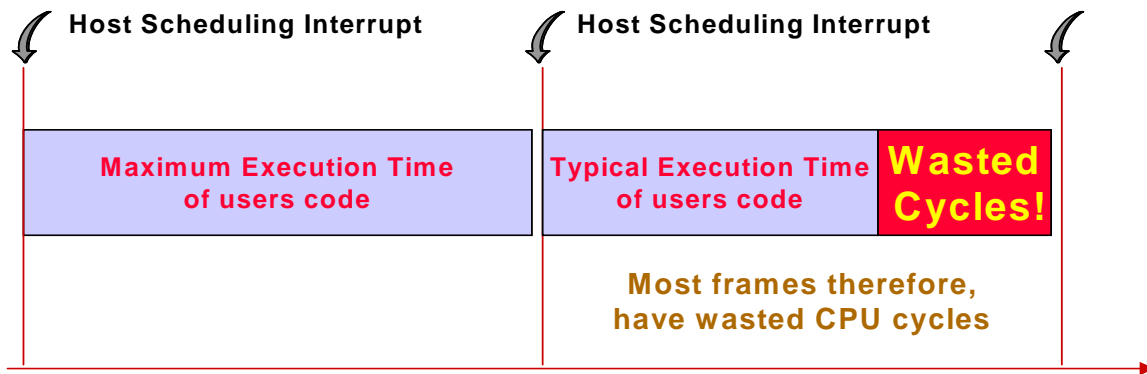 Host Scheduling Interrupt
Host Scheduling Interrupt
Maximum Execution Time
of users code
Typical Execution Time
of users code
Wasted
Cycles!
Most frames therefore,
have wasted CPU cycles